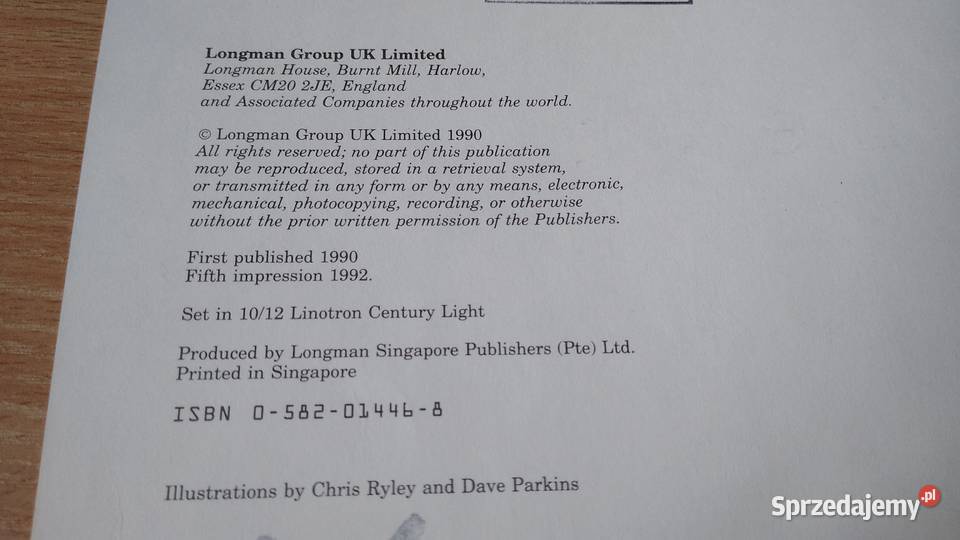 Longman Group UK Limited
Longman House, Burnt Mill, Harlow,
Essex CM20 2JE, England
and Associated Companies throughout the world.
© Longman Group UK Limited 1990
All rights reserved; no part of this publication
may be reproduced, stored in a retrieval system,
or transmitted in any form or by any means, electronic,
mechanical, photocopying, recording, or otherwise
without the prior written permission of the Publishers.
First published 1990
Fifth impression 1992.
Set in 10/12 Linotron Century Light
Produced by Longman Singapore Publishers (Pte) Ltd.
Printed in Singapore
ISBN 0-582-01446-8
Illustrations by Chris Ryley and Dave Parkins
Sprzedajemy.pl